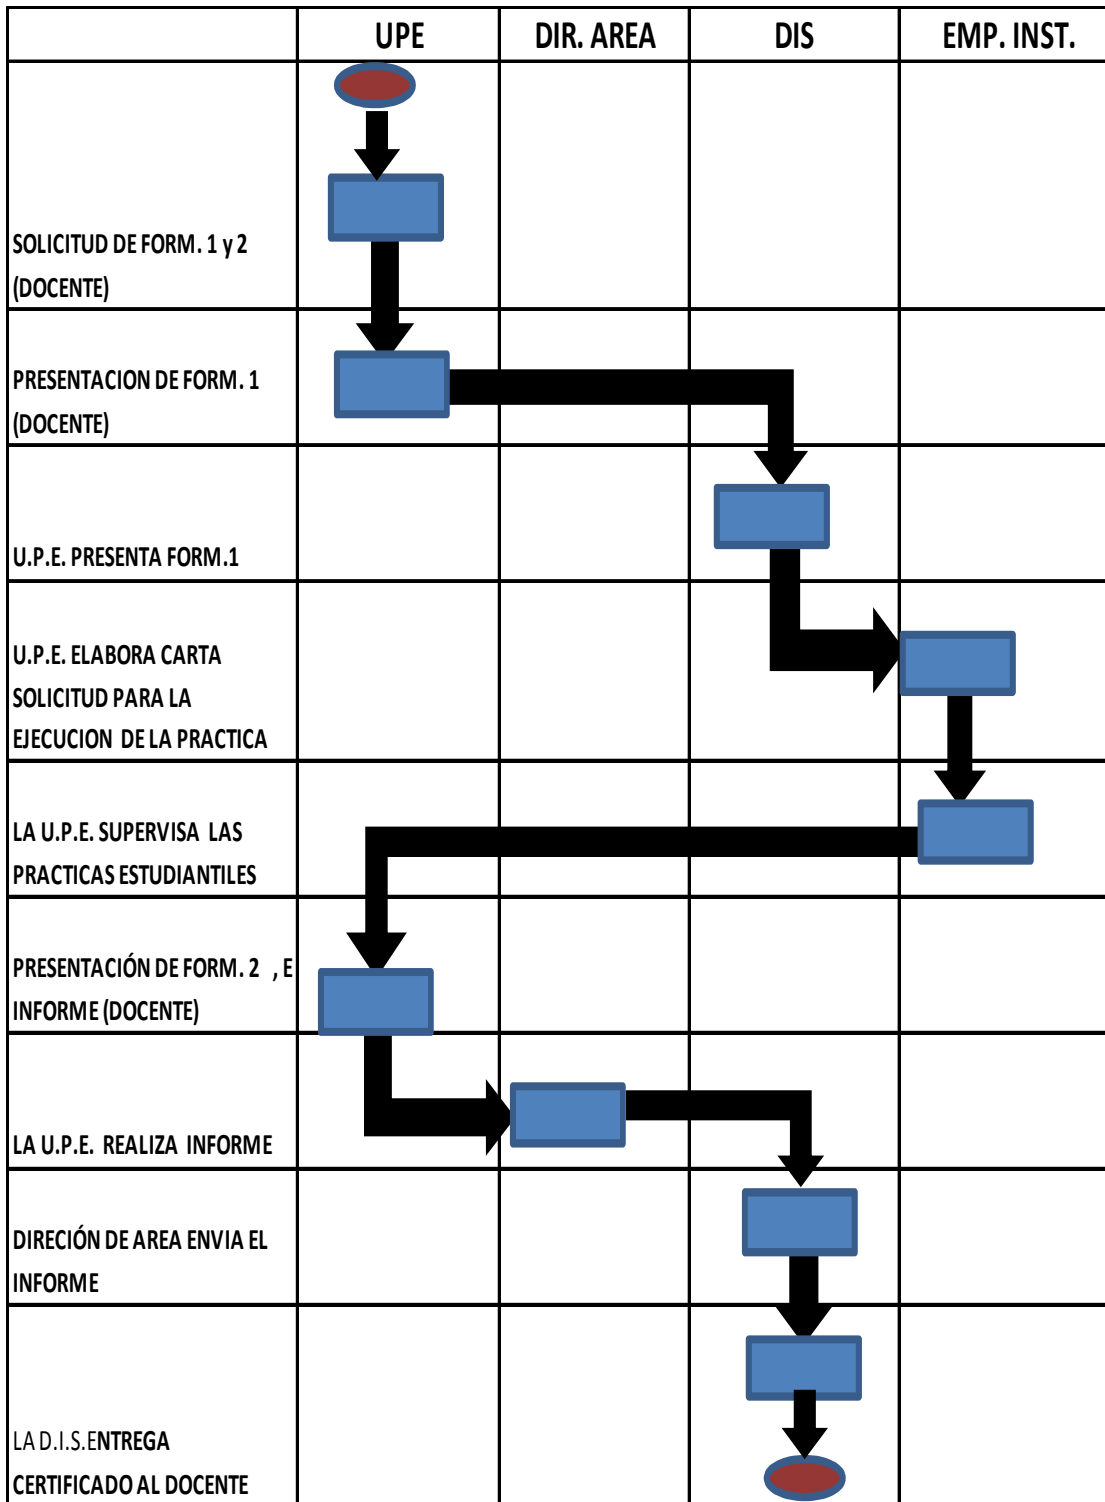 UPE DIR. AREA DIS EMP. INST.
SOLICITUD DE FORM. 1 y 2
(DOCENTE)
PRESENTACION DE FORM. 1
(DOCENTE)
U.P.E. PRESENTA FORM.1
U.P.E. ELABORA CARTA
SOLICITUD PARA LA
EJECUCION DE LA PRACTICA
LA U.P.E. SUPERVISA LAS
PRACTICAS ESTUDIANTILES
PRESENTACIÓN DE FORM. 2 , E
INFORME (DOCENTE)
LA U.P.E. REALIZA INFORME
DIRECIÓN DE AREA ENVIA EL
INFORME
LA D.I.S.ENTREGA
CERTIFICADO AL DOCENTE